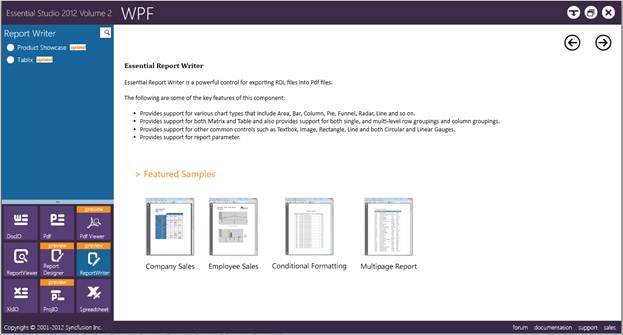 Essential Studio 2012 Volume 2 WPF
Report Writer
Product Showcase updated
Tablix updated
Essential Report Writer
Essential Report Writer is a powerful control for exporting RDL files into Pdf files.
The following are some of the key features of this component:
• Provides support for various chart types that include Area, Bar, Column, Pie, Funnel, Radar, Line and so on.
• Provides support for both Matrix and Table and also provides support for both single, and multi-level row groupings and column groupings.
• Provides support for other common controls such as Textbox, Image, Rectangle, Line and both Circular and Linear Gauges.
• Provides support for report parameter.
> Featured Samples
Company Sales Employee Sales Conditional Formatting Multipage Report
preview
DocIO Pdf Pdf Viewer
preview preview
ReportViewer Report Designer ReportWriter
preview
XlsIO ProjIO Spreadsheet
Copyright © 2001-2012 Syncfusion Inc. forum documentation support sales